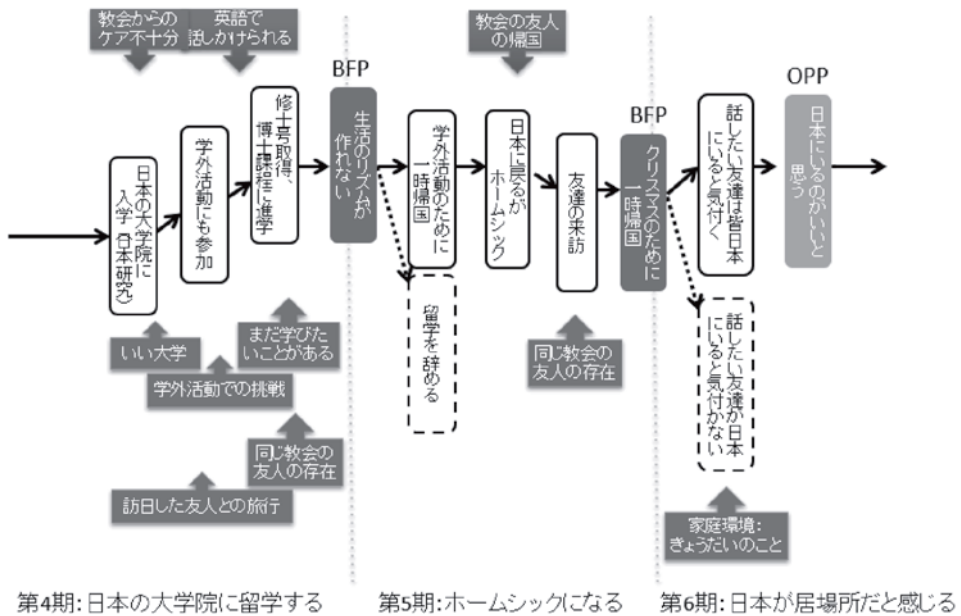 教会からの
ケア不十分
英語で
話しかけられる
教会の友人
の帰国
BFP
BFP
OPP
日本の大学院に
入学（日本研究）
学外活動にも参加
修士号取得、
博士課程に進学
生活のリズムが
作れない
学外活動のために
一時帰国
日本に戻るが
ホームシック
友達の来訪
クリスマスのために
一時帰国
話したい友達は皆日本
にいると気付く
日本にいるのがいいと
思う
留学を辞める
話したい友達が日本
にいると気付かない
いい大学
まだ学びた
いことがある
学外活動での挑戦
同じ教会の
友人の存在
訪日した友人との旅行
同じ教会の
友人の存在
家庭環境：
きょうだいのこと
第4期：日本の大学院に留学する
第5期：ホームシックになる
第6期：日本が居場所だと感じる